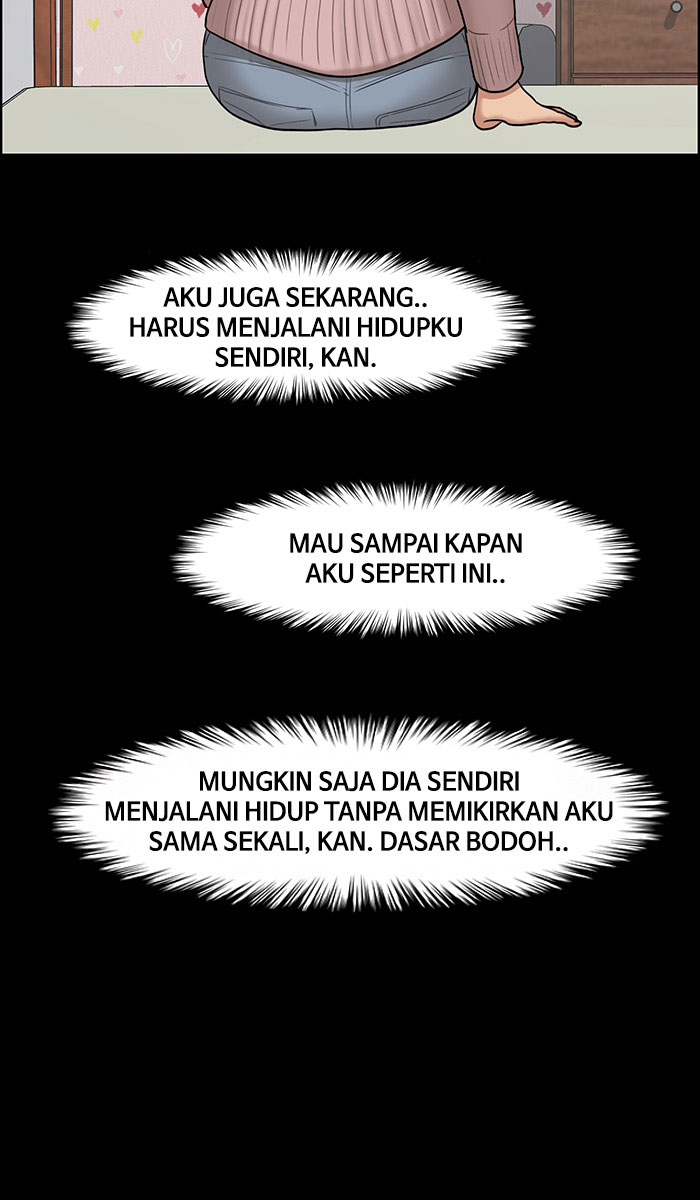 AKU JUGA SEKARANG..
HARUS MENJALANI HIDUPKU
SENDIRI, KAN.
MAU SAMPAI KAPAN
AKU SEPERTI INI..
MUNGKIN SAJA DIA SENDIRI
MENJALANI HIDUP TANPA MEMIKIRKAN AKU
SAMA SEKALI, KAN. DASAR BODOH..